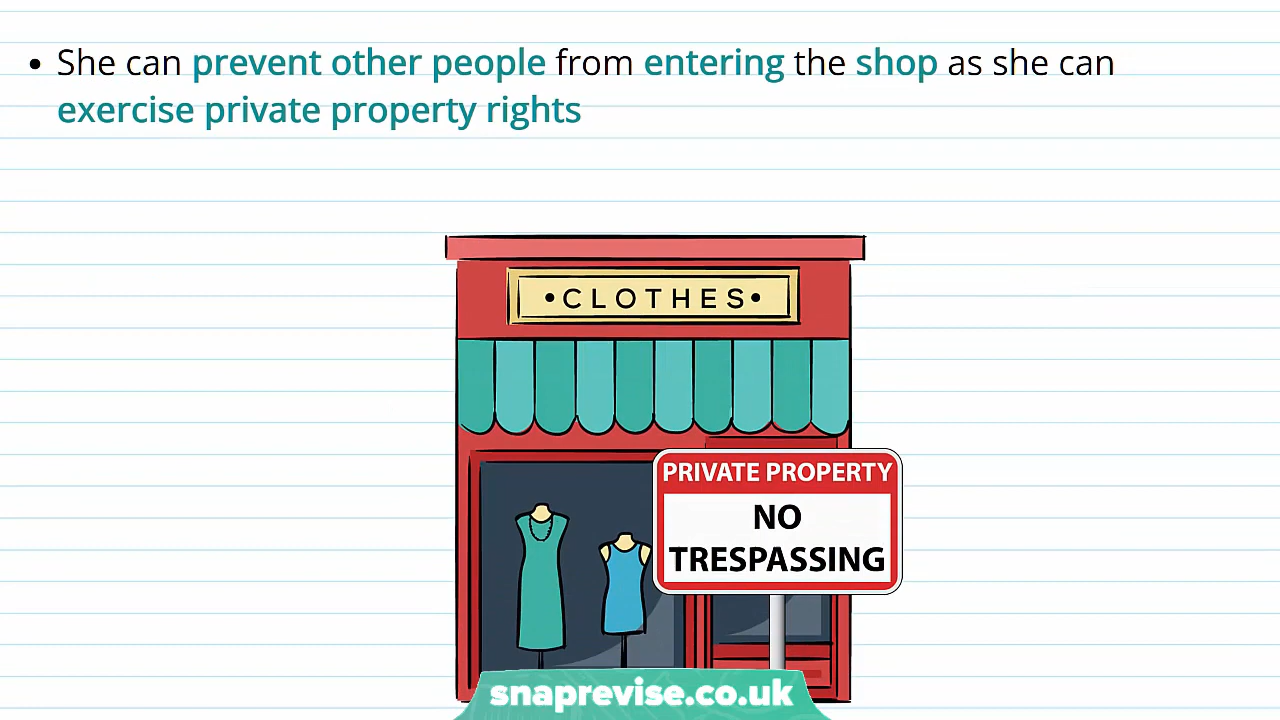 • She can prevent other people from entering the shop as she can
exercise private property rights
•CLOTHES•
PRIVATE PROPERTY
NO
TRESPASSING
snaprevise.co.uk